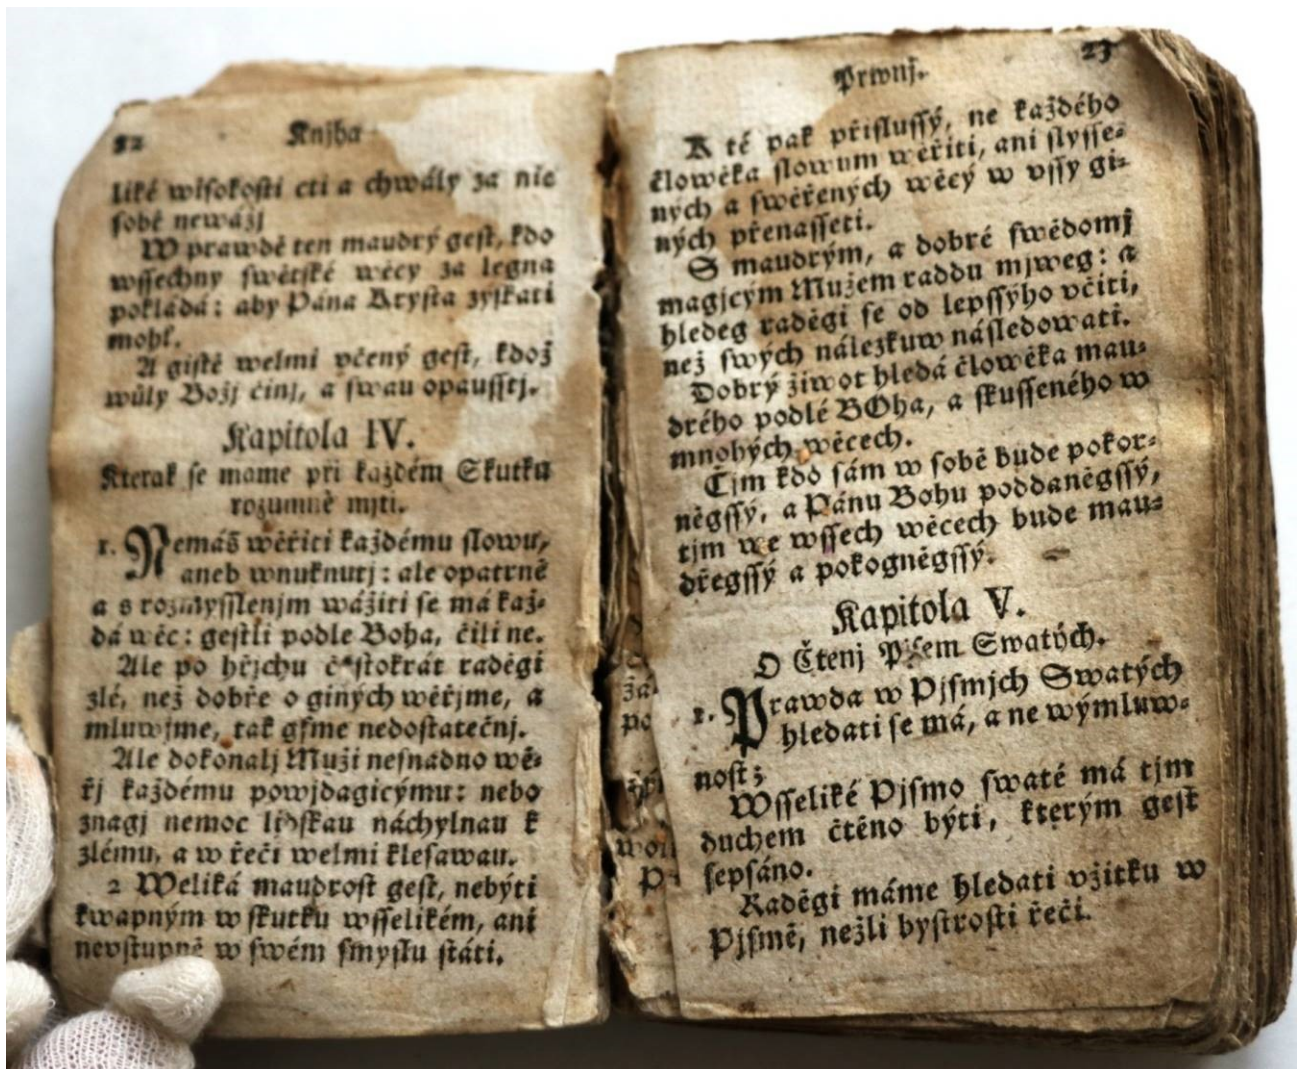 22 Knjha
liké wisokosti cti a chwály za nic
sobě newážj
W prawdě ten maudrý gest, kdo
wssechny swětské wěcy za legna
pokládá: aby Pána Krysta zyskati
mohl.
A gistě welmi včený gest, kdož
wůly Božj činj, a swau opausstj.
Kapitola IV.
Kterak se mame při každém Skutku
rozumně mjti.
1. Nemáš wěřiti každému slowu,
aneb wnuknutj: ale opatrně
a s rozmysslenjm wážiti se má kaž-
dá wěc: gestli podle Boha, čili ne.
Ale po hřjchu častokrát raděgi
zlé, než dobře o giných wěřjme, a
mluwjme, tak gsme nedostatečnj.
Ale dokonalj Muži nesnadno wě-
řj každému powjdagicýmu: nebo
znagj nemoc lidskau náchylnau k
zlému, a w řeči welmi klesawau.
2 Weliká maudrost gest, nebýti
kwapným w skutku wsselikém, ani
nevstupně w swém smyslu státi.
Prwnj. 23
K té pak přislussý, ne každého
člowěka slowum wěřiti, ani slysse-
ných a swěřených wěcý w vssy gi-
ných přenasseti.
S maudrým, a dobré swědomj
magjcým Mužem raddu mjweg: a
hledeg raděgi se od lepssýho včiti,
než swých nálezkuw následowati.
Dobrý žiwot hledá člowěka mau-
drého podlé BOha, a skusseného w
mnohých wěcech.
Čjm kdo sám w sobě bude pokor-
něgssý, a Pánu Bohu poddaněgssý,
tjm we wssech wěcech bude mau-
dřegssý a pokogněgssý.
Kapitola V.
O Čtenj Pjsem Swatých.
1. Prawda w Pjsmjch Swatých
hledati se má, a ne wýmluw-
nost;
Wsseliké Pjsmo swaté má tjm
duchem čtěno býti, kterým gest
sepsáno.
Raděgi máme hledati vžitku w
Pjsmě, nežli bystrosti řeči.